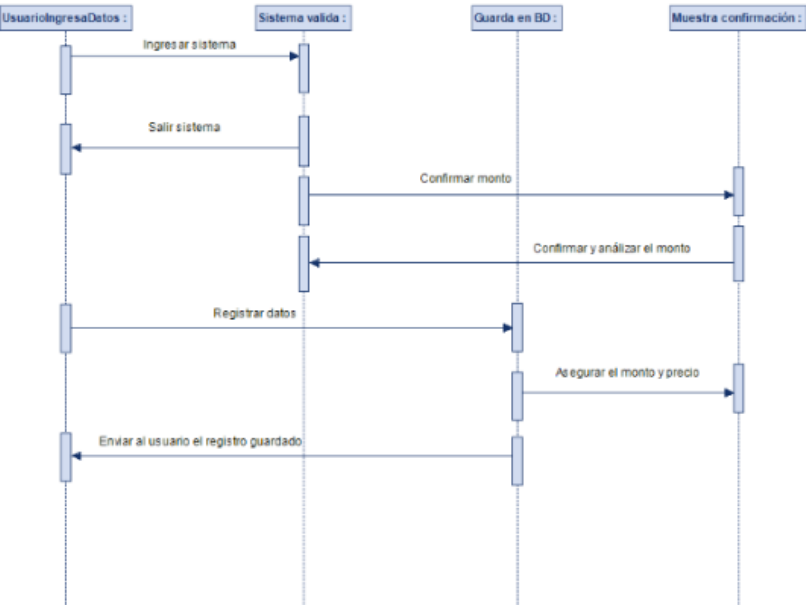 UsuarioIngresaDatos :
Sistema valida :
Guarda en BD :
Muestra confirmación :
Ingresar sistema
Salir sistema
Confirmar monto
Confirmar y análizar el monto
Registrar datos
Asegurar el monto y precio
Enviar al usuario el registro guardado